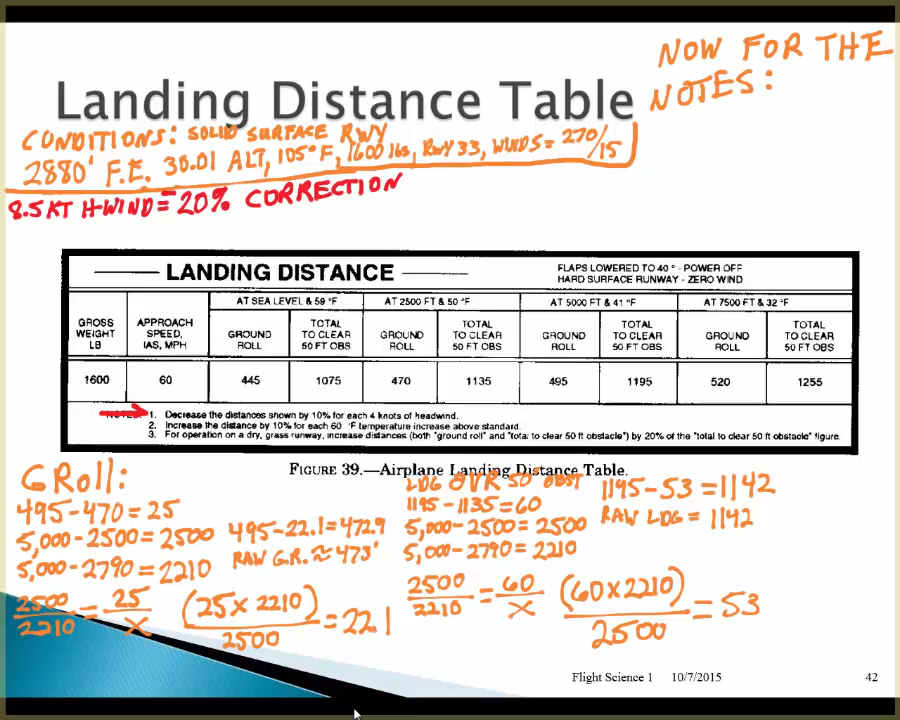 Landing Distance Table
NOW FOR THE
NOTES:
CONDITIONS: SOLID SURFACE RWY
2880' F.E. 30.01 ALT, 105°F, 1600 lbs, RWY 33, WINDS = 270/15
8.5 KT H-WIND = 20% CORRECTION
LANDING DISTANCE
FLAPS LOWERED TO 40° - POWER OFF
HARD SURFACE RUNWAY - ZERO WIND
GROSS WEIGHT LB
APPROACH SPEED, IAS, MPH
AT SEA LEVEL & 59 °F
AT 2500 FT & 50 °F
AT 5000 FT & 41 °F
AT 7500 FT & 32 °F
GROUND ROLL
TOTAL TO CLEAR 50 FT OBS
GROUND ROLL
TOTAL TO CLEAR 50 FT OBS
GROUND ROLL
TOTAL TO CLEAR 50 FT OBS
GROUND ROLL
TOTAL TO CLEAR 50 FT OBS
1600 60 445 1075 470 1135 495 1195 520 1255
NOTES: 1. Decrease the distances shown by 10% for each 4 knots of headwind.
2. Increase the distance by 10% for each 60 °F temperature increase above standard.
3. For operation on a dry, grass runway, increase distances (both "ground roll" and "total to clear 50 ft obstacle") by 20% of the "total to clear 50 ft obstacle" figure.
FIGURE 39.—Airplane Landing Distance Table.
G Roll:
495-470=25
5,000-2500=2500
5,000-2790=2210
2500/2210 = 25/X
(25 x 2210)/2500 = 22.1
495-22.1=472.9
RAW G.R. ≈ 473'
LDG OVR 50 OBST
1195-1135=60
5,000-2500=2500
5,000-2790=2210
2500/2210 = 60/X
(60x2210)/2500 = 53
1195-53=1142
RAW LDG = 1142
Flight Science 1 10/7/2015 42